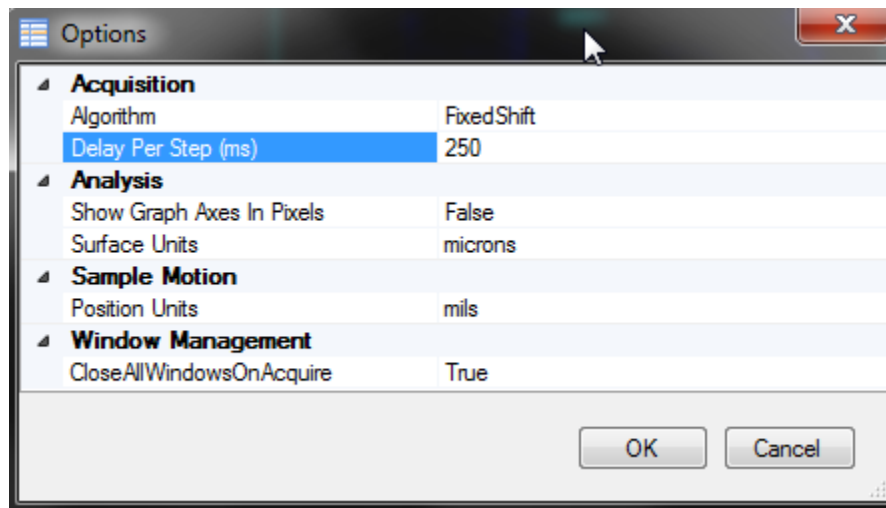 Options
Acquisition
Algorithm FixedShift
Delay Per Step (ms) 250
Analysis
Show Graph Axes In Pixels False
Surface Units microns
Sample Motion
Position Units mils
Window Management
CloseAllWindowsOnAcquire True
OK Cancel